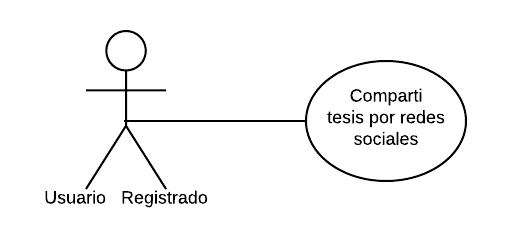 Comparti
tesis por redes
sociales
Usuario Registrado